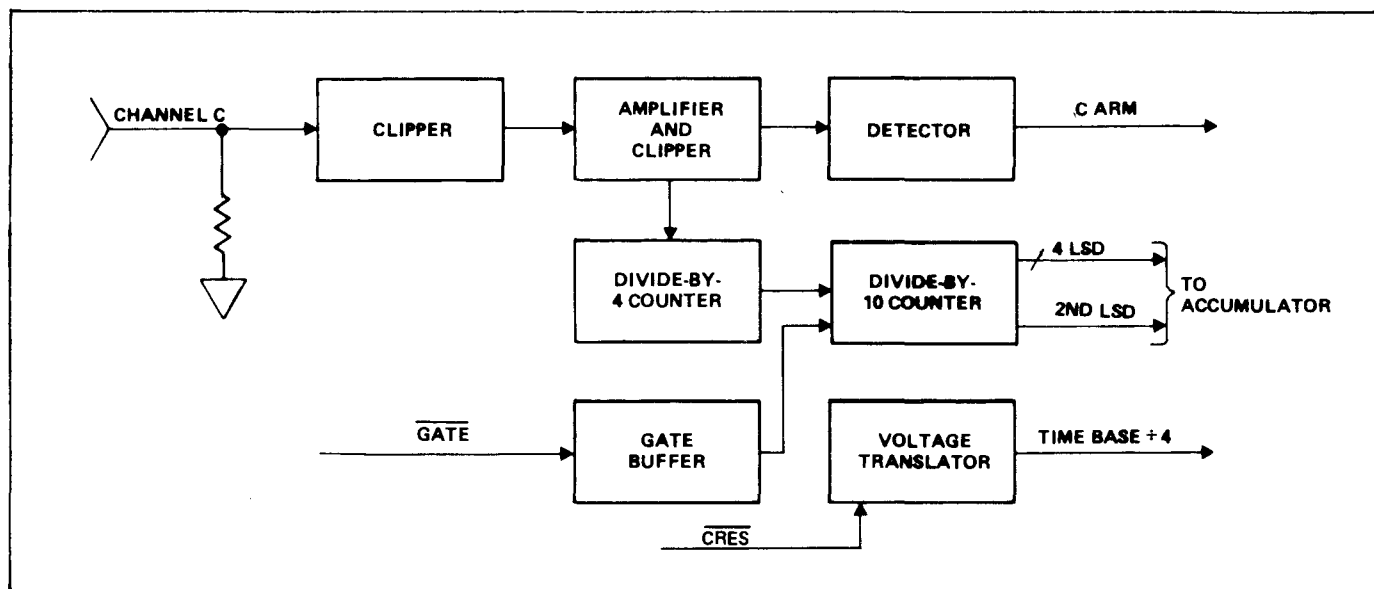 CHANNEL C
CLIPPER
AMPLIFIER
AND
CLIPPER
DETECTOR
C ARM
DIVIDE-BY-
4 COUNTER
DIVIDE-BY-
10 COUNTER
4 LSD
2ND LSD
TO
ACCUMULATOR
GATE
GATE
BUFFER
VOLTAGE
TRANSLATOR
TIME BASE ÷4
CRES